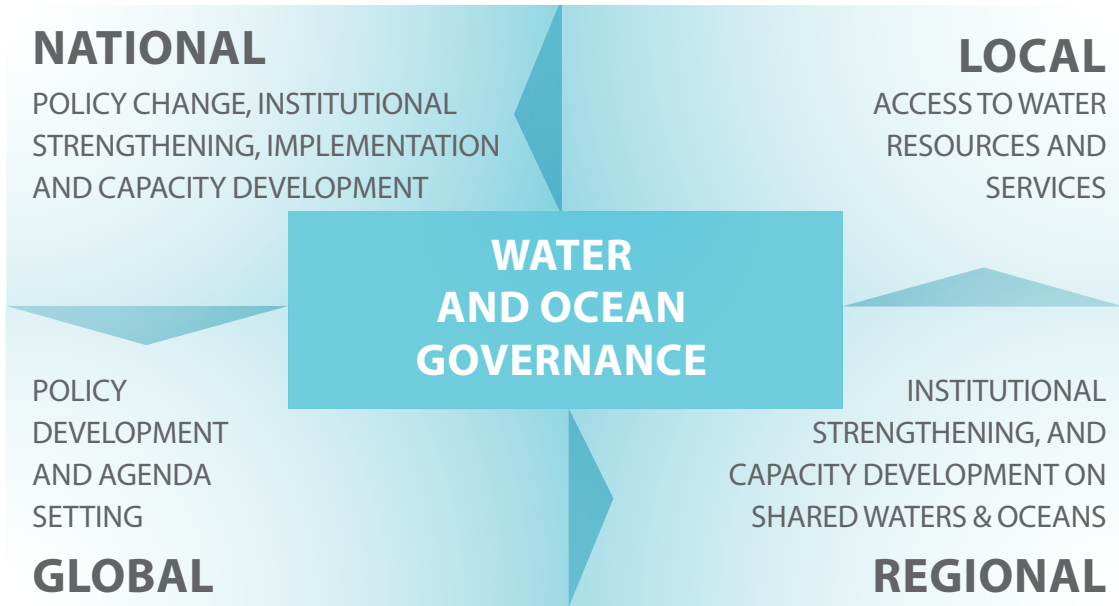 NATIONAL
POLICY CHANGE, INSTITUTIONAL
STRENGTHENING, IMPLEMENTATION
AND CAPACITY DEVELOPMENT
LOCAL
ACCESS TO WATER
RESOURCES AND
SERVICES
WATER
AND OCEAN
GOVERNANCE
POLICY
DEVELOPMENT
AND AGENDA
SETTING
GLOBAL
INSTITUTIONAL
STRENGTHENING, AND
CAPACITY DEVELOPMENT ON
SHARED WATERS & OCEANS
REGIONAL